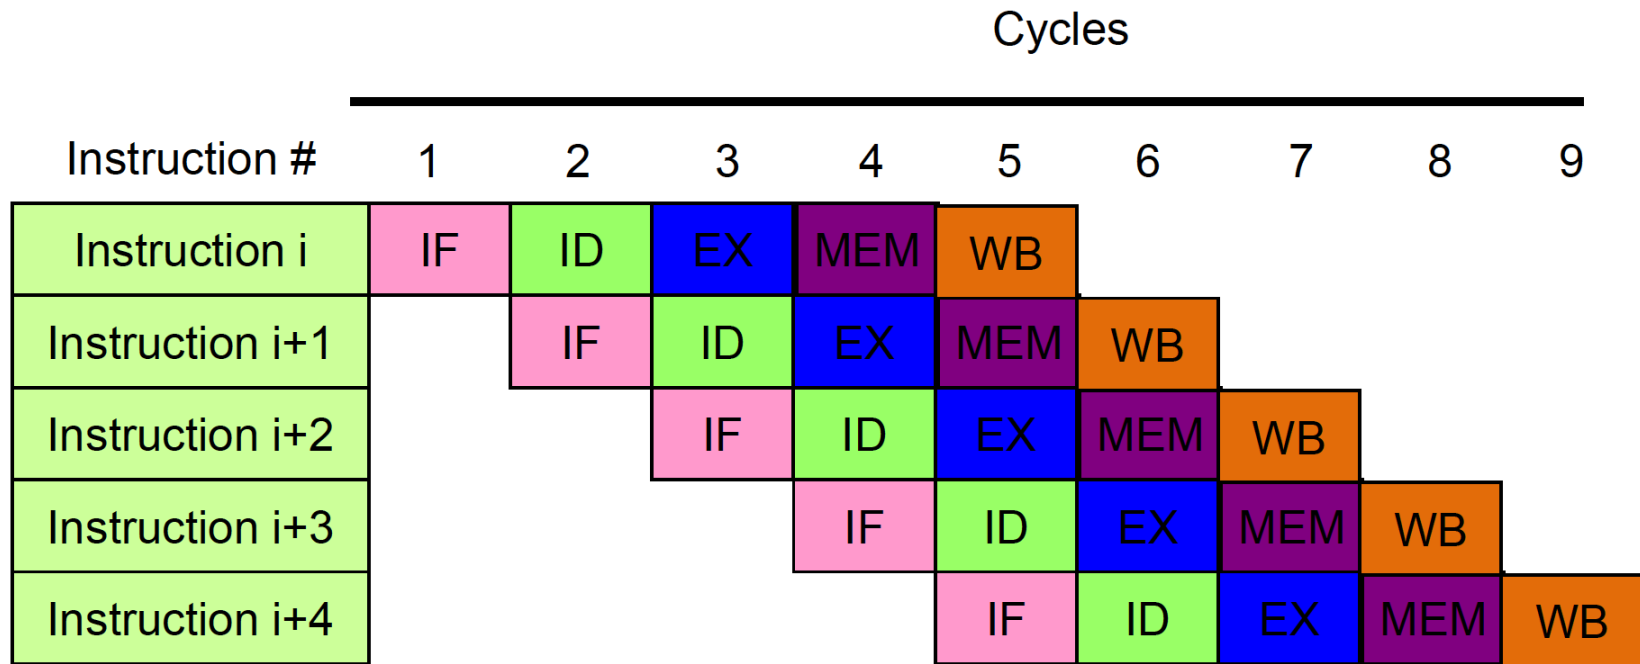 Cycles
Instruction # 1 2 3 4 5 6 7 8 9
Instruction i IF ID EX MEM WB
Instruction i+1 IF ID EX MEM WB
Instruction i+2 IF ID EX MEM WB
Instruction i+3 IF ID EX MEM WB
Instruction i+4 IF ID EX MEM WB